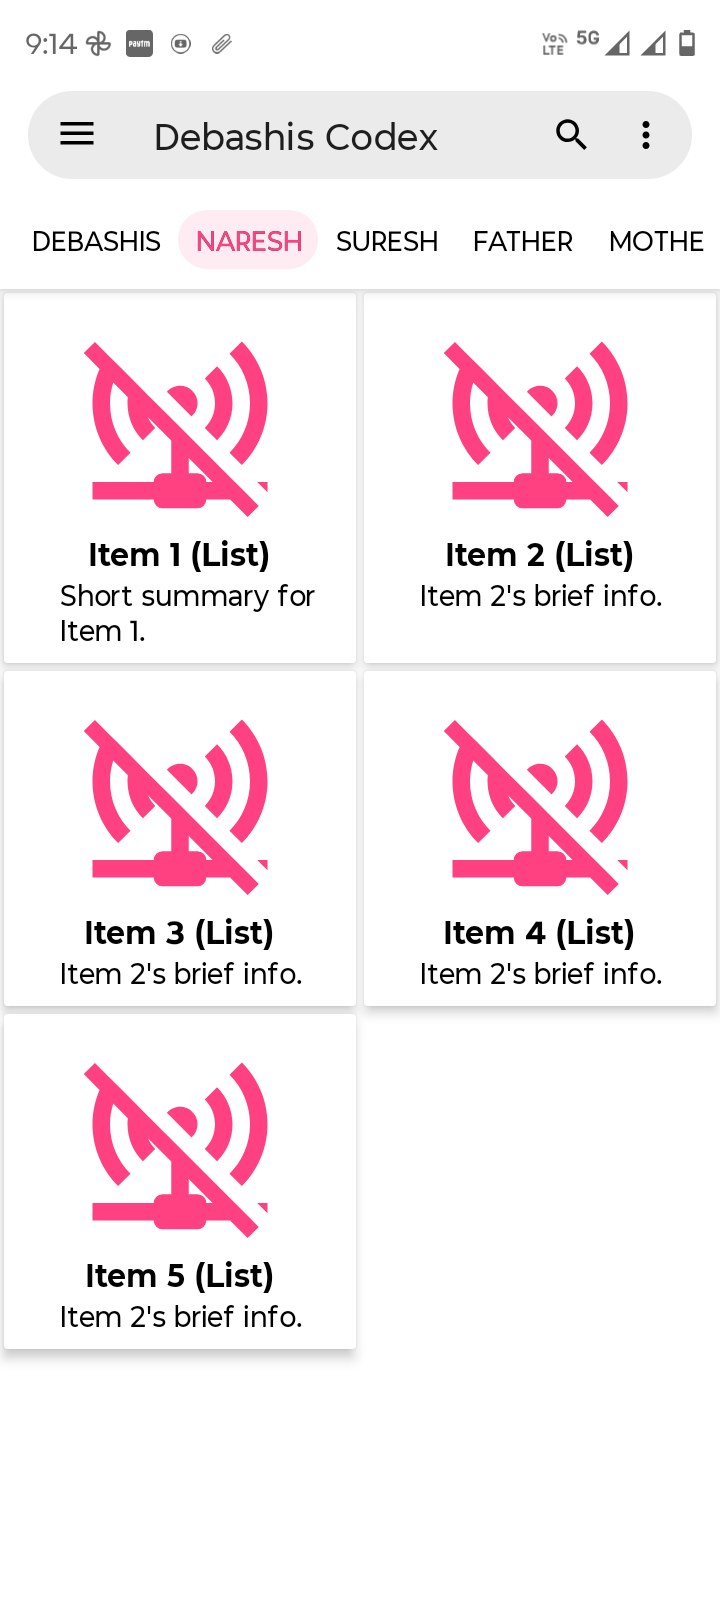 9:14 Paytm Vo LTE 5G
Debashis Codex
DEBASHIS NARESH SURESH FATHER MOTHE
Item 1 (List)
Short summary for
Item 1.
Item 2 (List)
Item 2's brief info.
Item 3 (List)
Item 2's brief info.
Item 4 (List)
Item 2's brief info.
Item 5 (List)
Item 2's brief info.